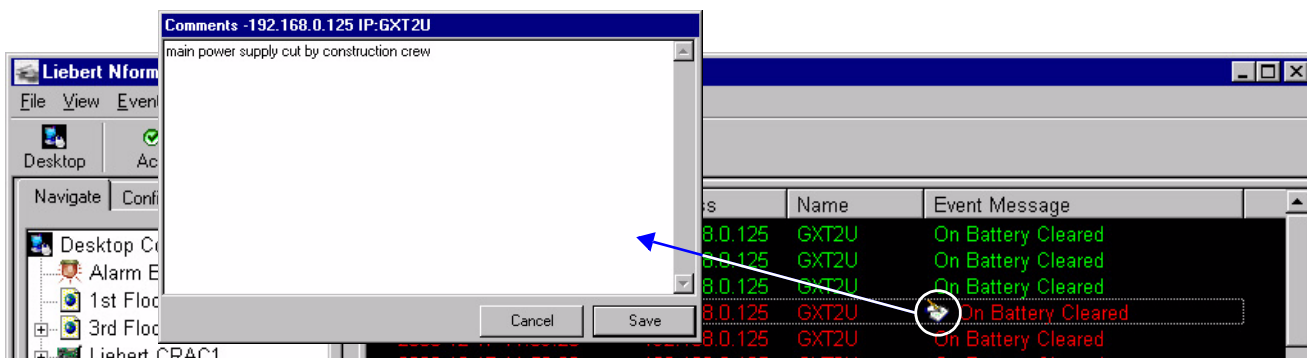 Comments -192.168.0.125 IP:GXT2U
main power supply cut by construction crew
Cancel Save
Liebert Nform
File View Event
Desktop Ac
Navigate Confi
Desktop Co
Alarm E
1st Floo
3rd Floo
Liebert CRAC1
ss Name Event Message
8.0.125 GXT2U On Battery Cleared
8.0.125 GXT2U On Battery Cleared
8.0.125 GXT2U On Battery Cleared
8.0.125 GXT2U On Battery Cleared
8.0.125 GXT2U On Battery Cleared